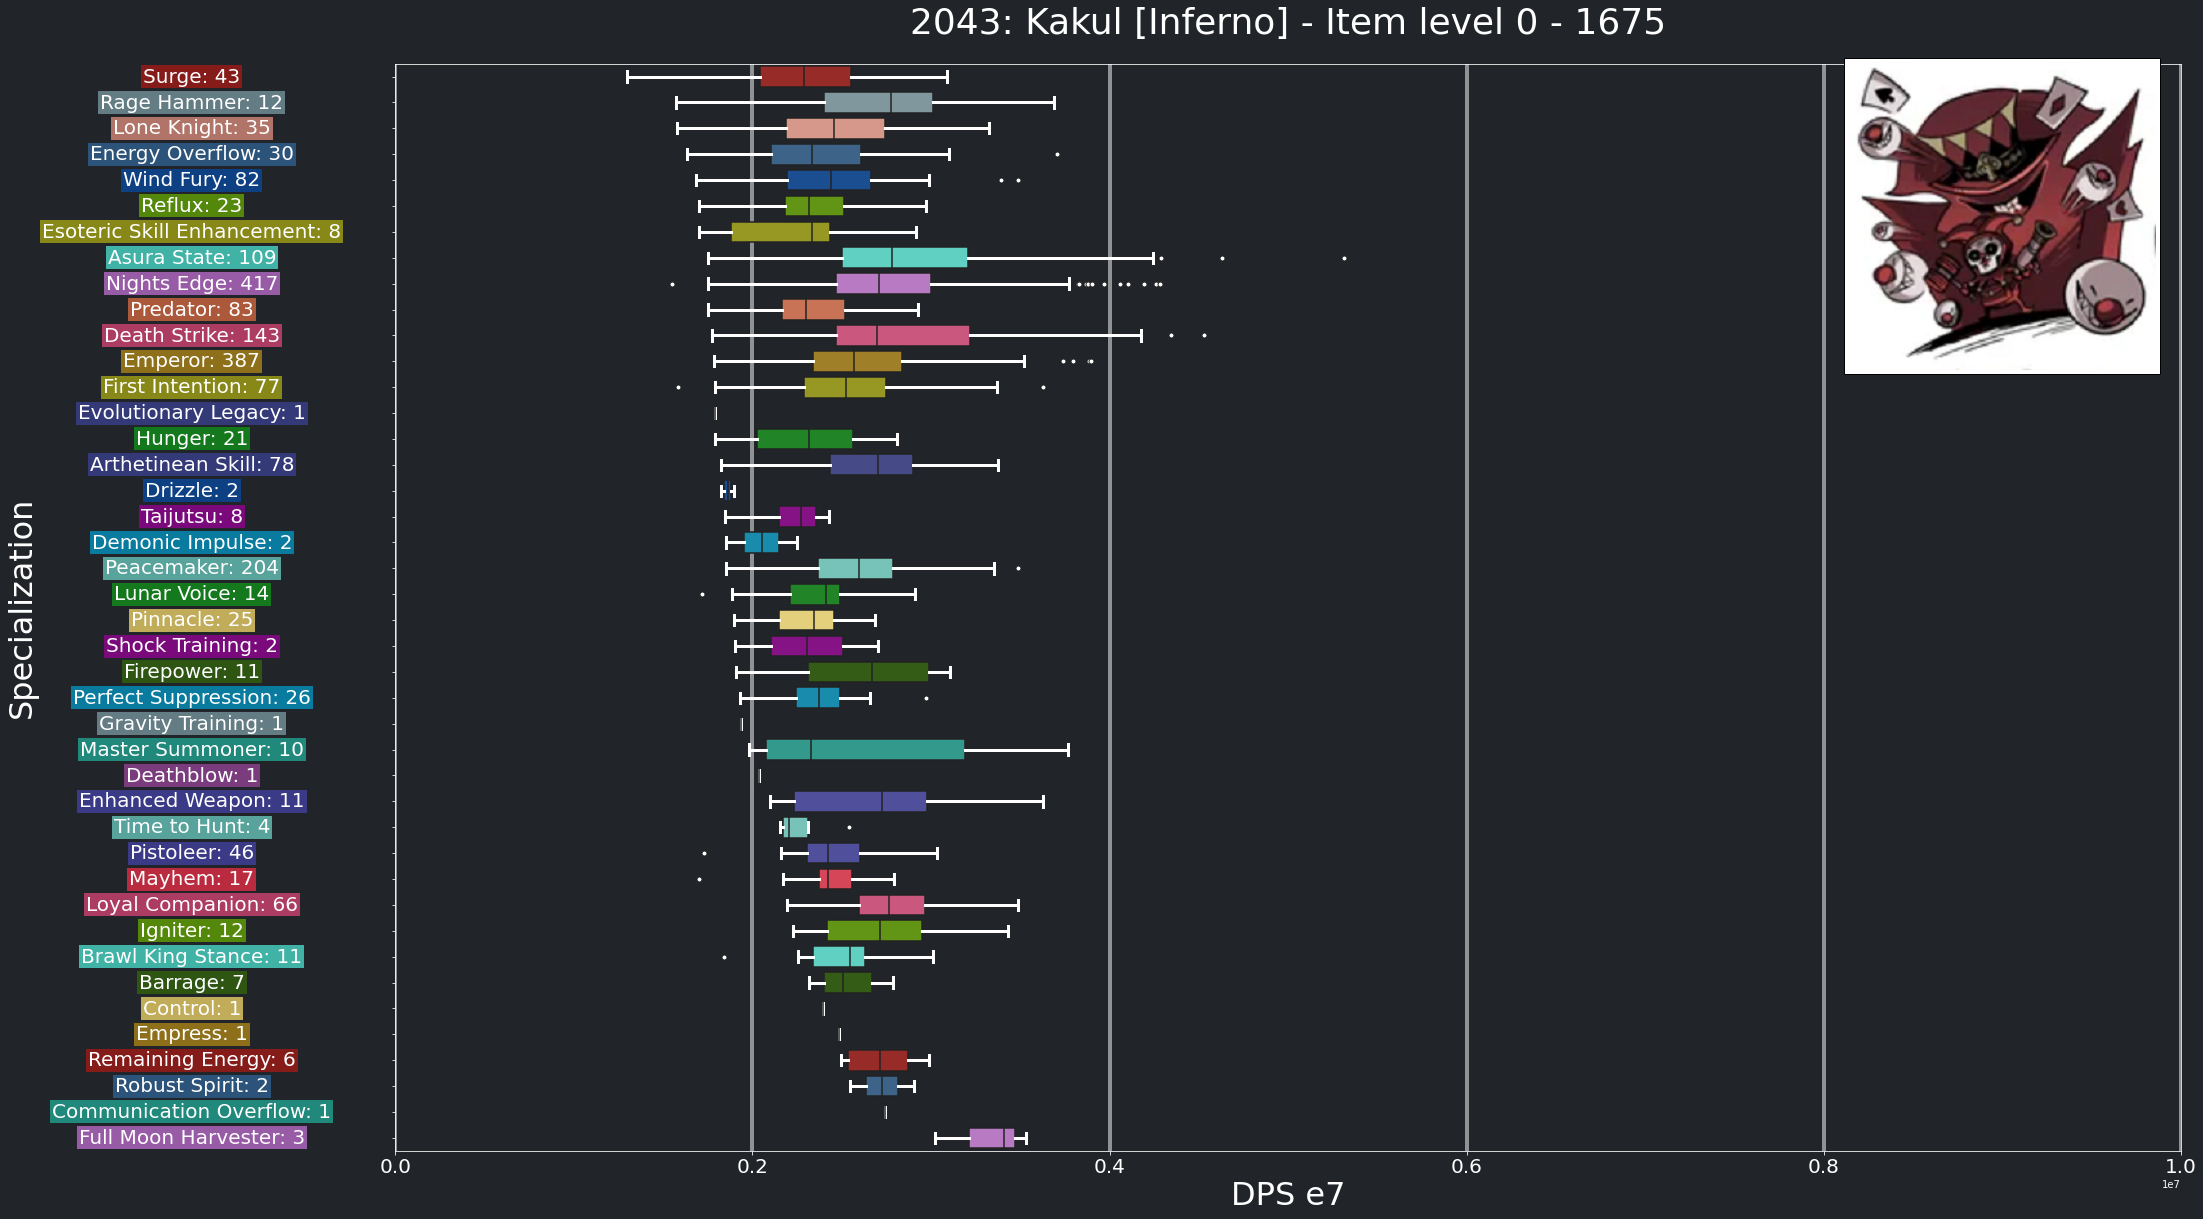 2043: Kakul [Inferno] - Item level 0 - 1675
Specialization
Surge: 43
Rage Hammer: 12
Lone Knight: 35
Energy Overflow: 30
Wind Fury: 82
Reflux: 23
Esoteric Skill Enhancement: 8
Asura State: 109
Nights Edge: 417
Predator: 83
Death Strike: 143
Emperor: 387
First Intention: 77
Evolutionary Legacy: 1
Hunger: 21
Arthetinean Skill: 78
Drizzle: 2
Taijutsu: 8
Demonic Impulse: 2
Peacemaker: 204
Lunar Voice: 14
Pinnacle: 25
Shock Training: 2
Firepower: 11
Perfect Suppression: 26
Gravity Training: 1
Master Summoner: 10
Deathblow: 1
Enhanced Weapon: 11
Time to Hunt: 4
Pistoleer: 46
Mayhem: 17
Loyal Companion: 66
Igniter: 12
Brawl King Stance: 11
Barrage: 7
Control: 1
Empress: 1
Remaining Energy: 6
Robust Spirit: 2
Communication Overflow: 1
Full Moon Harvester: 3
0.0 0.2 0.4 0.6 0.8 1.0
1e7
DPS e7